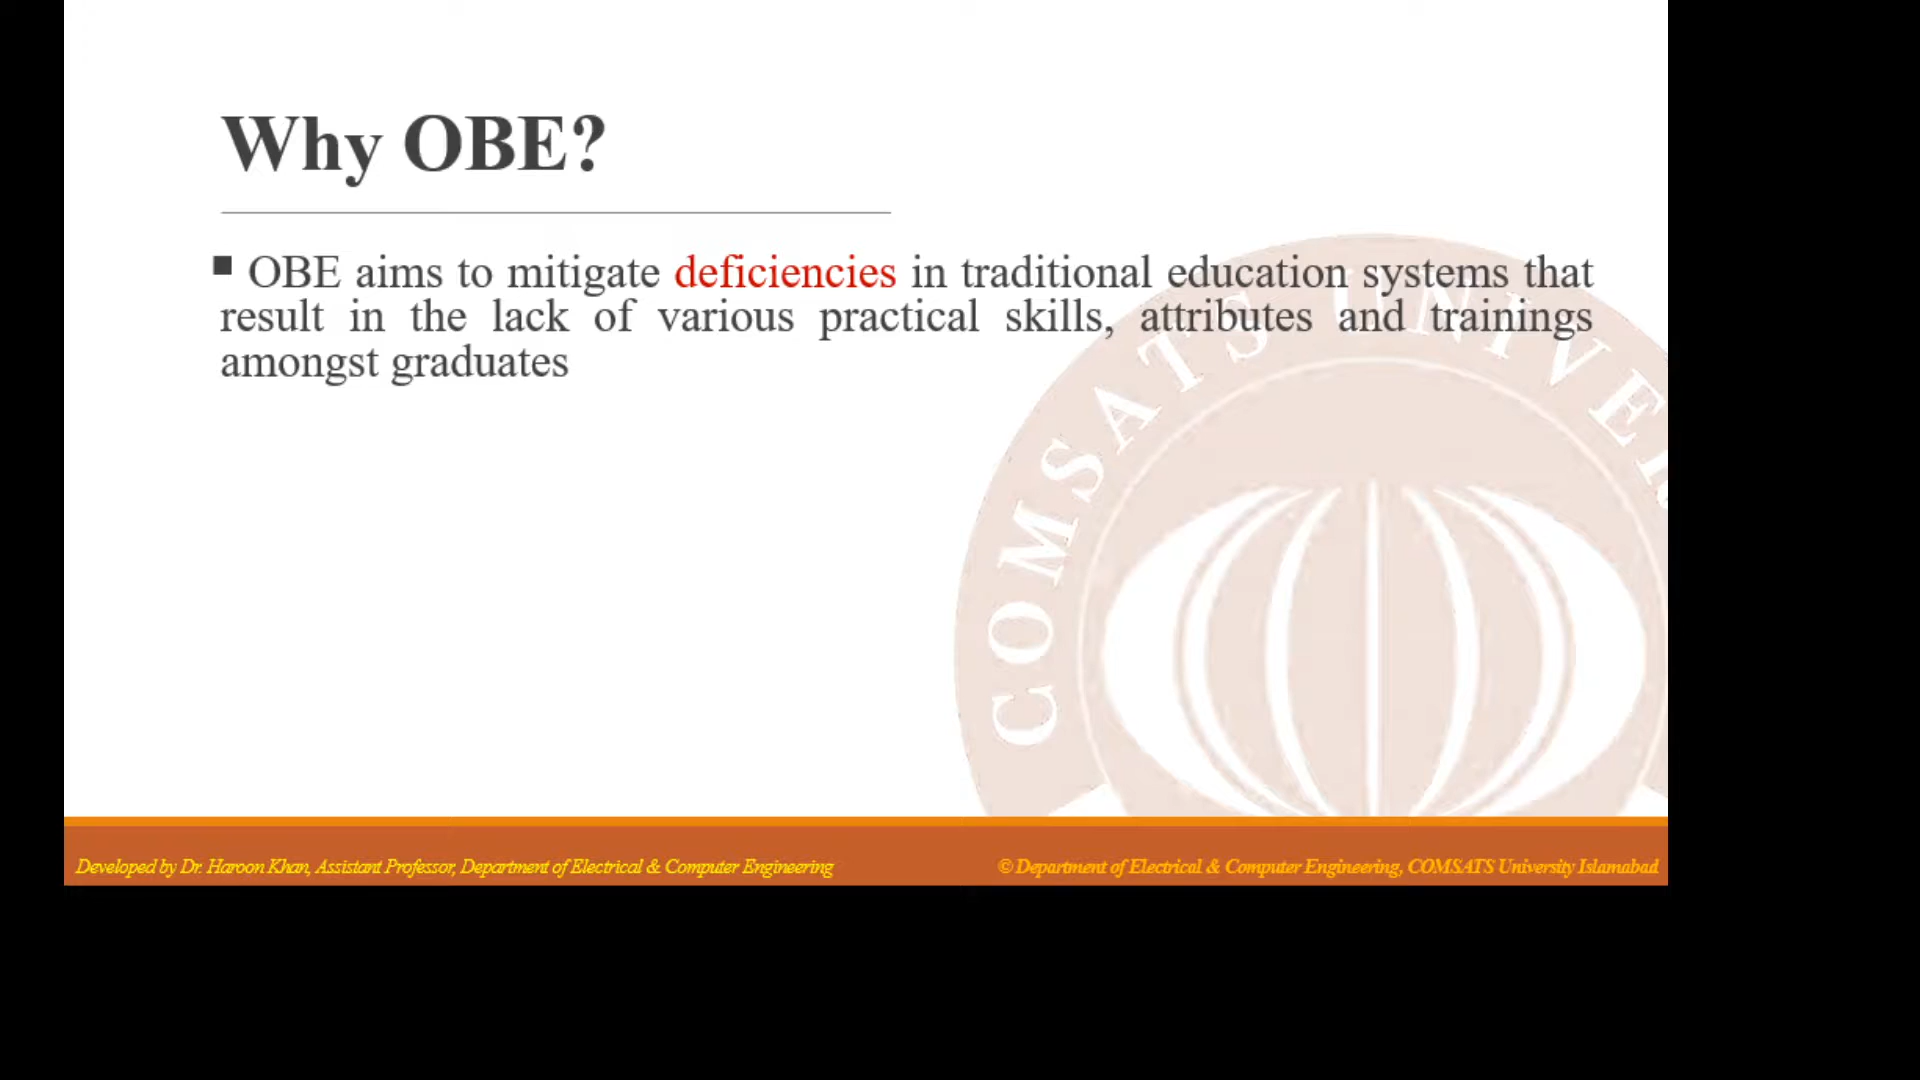 Why OBE?
▪ OBE aims to mitigate deficiencies in traditional education systems that
result in the lack of various practical skills, attributes and trainings
amongst graduates
COMSATS UNIVER
Developed by Dr. Haroon Khan, Assistant Professor, Department of Electrical & Computer Engineering
© Department of Electrical & Computer Engineering, COMSATS University Islamabad